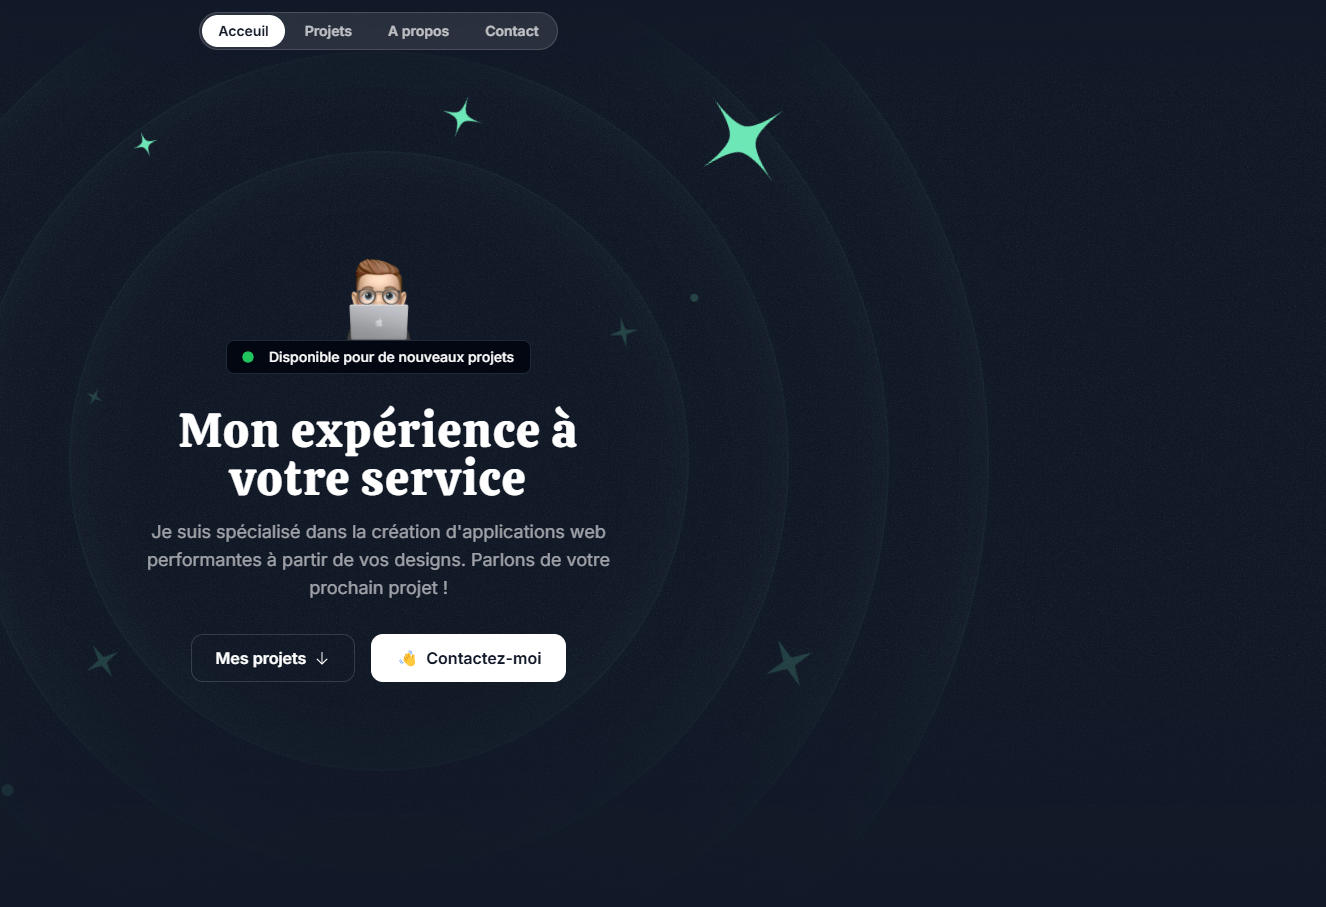 Acceuil Projets A propos Contact
Disponible pour de nouveaux projets
Mon expérience à
votre service
Je suis spécialisé dans la création d'applications web
performantes à partir de vos designs. Parlons de votre
prochain projet !
Mes projets ↓ 👋 Contactez-moi